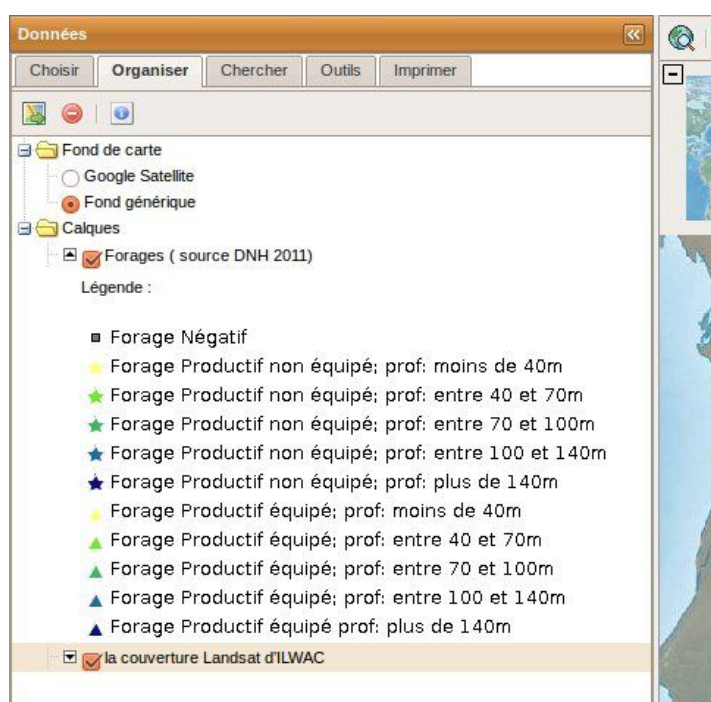 Données
Choisir Organiser Chercher Outils Imprimer
Fond de carte
Google Satellite
Fond générique
Calques
Forages ( source DNH 2011)
Légende :
Forage Négatif
Forage Productif non équipé; prof: moins de 40m
Forage Productif non équipé; prof: entre 40 et 70m
Forage Productif non équipé; prof: entre 70 et 100m
Forage Productif non équipé; prof: entre 100 et 140m
Forage Productif non équipé; prof: plus de 140m
Forage Productif équipé; prof: moins de 40m
Forage Productif équipé; prof: entre 40 et 70m
Forage Productif équipé; prof: entre 70 et 100m
Forage Productif équipé; prof: entre 100 et 140m
Forage Productif équipé prof: plus de 140m
la couverture Landsat d'ILWAC